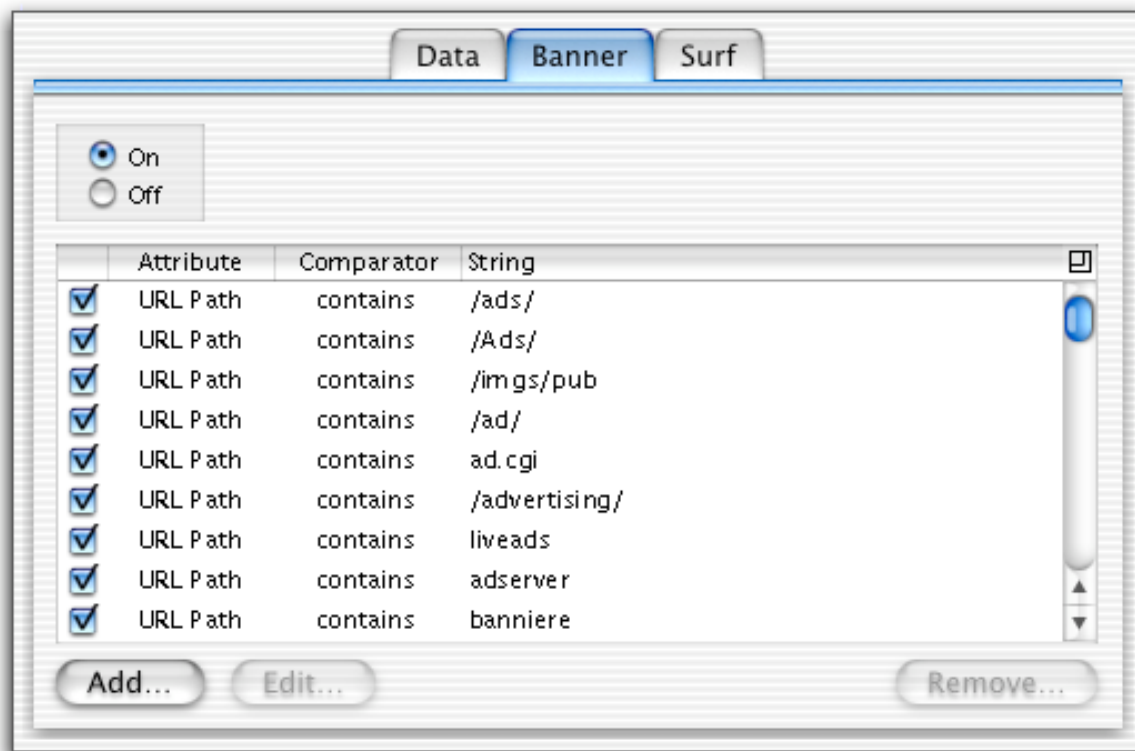 Data Banner Surf
On
Off
Attribute Comparator String
URL Path contains /ads/
URL Path contains /Ads/
URL Path contains /imgs/pub
URL Path contains /ad/
URL Path contains ad.cgi
URL Path contains /advertising/
URL Path contains liveads
URL Path contains adserver
URL Path contains banniere
Add... Edit... Remove...